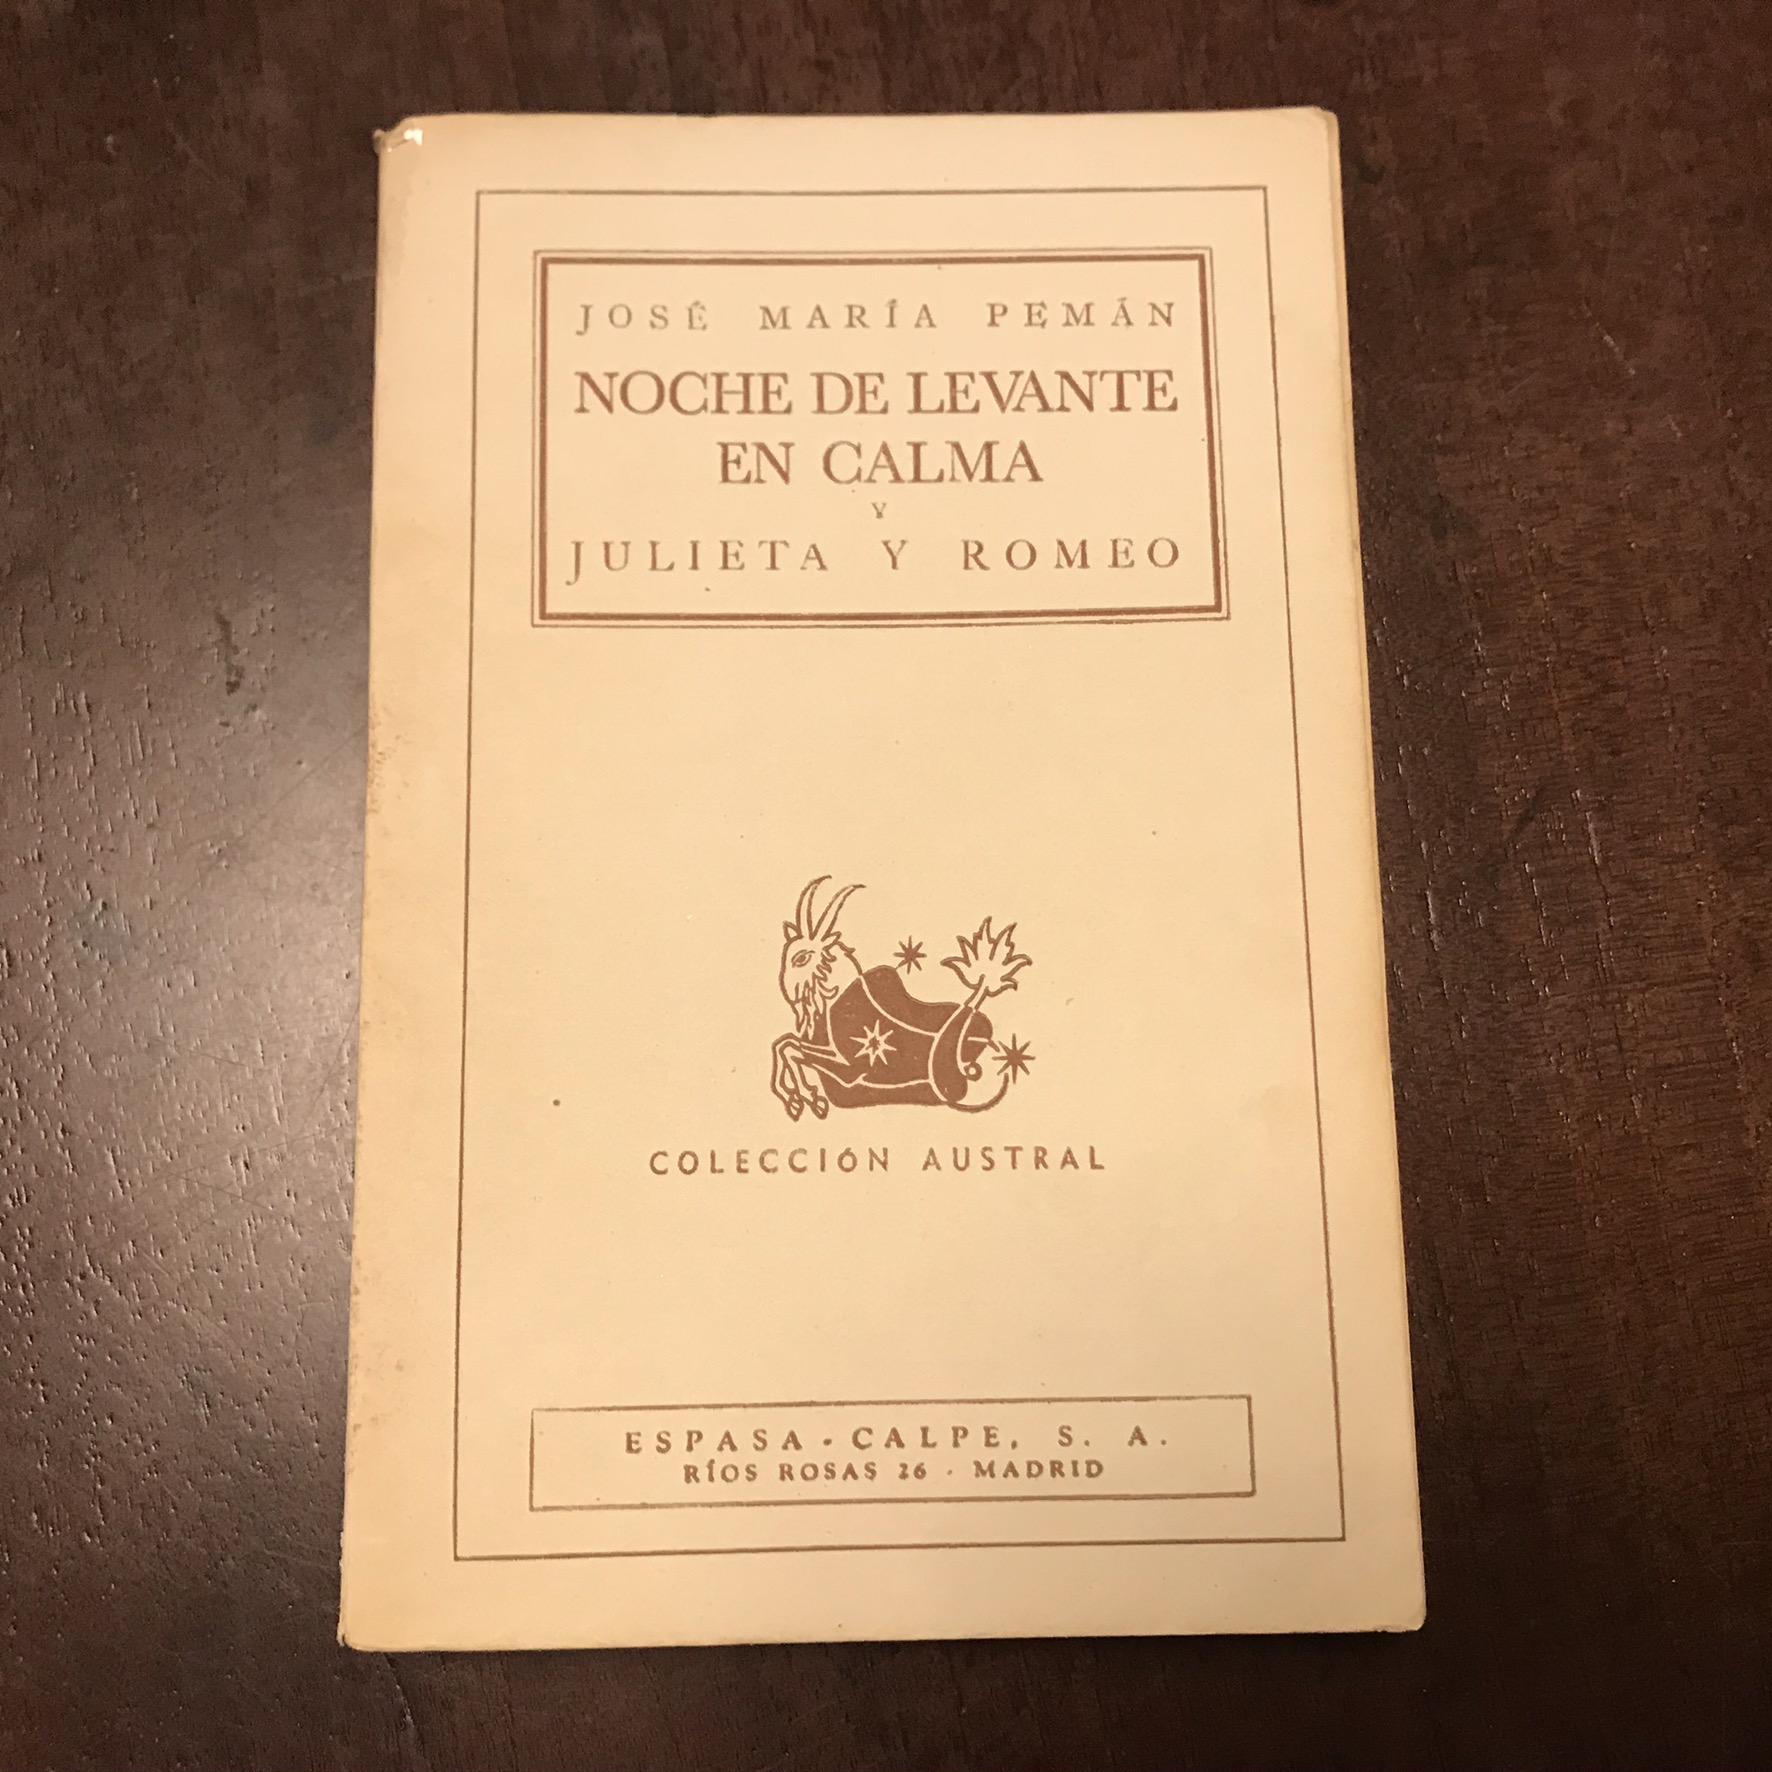 JOSÉ MARÍA PEMÁN
NOCHE DE LEVANTE
EN CALMA
Y
JULIETA Y ROMEO
COLECCIÓN AUSTRAL
ESPASA - CALPE, S. A.
RÍOS ROSAS 26 - MADRID